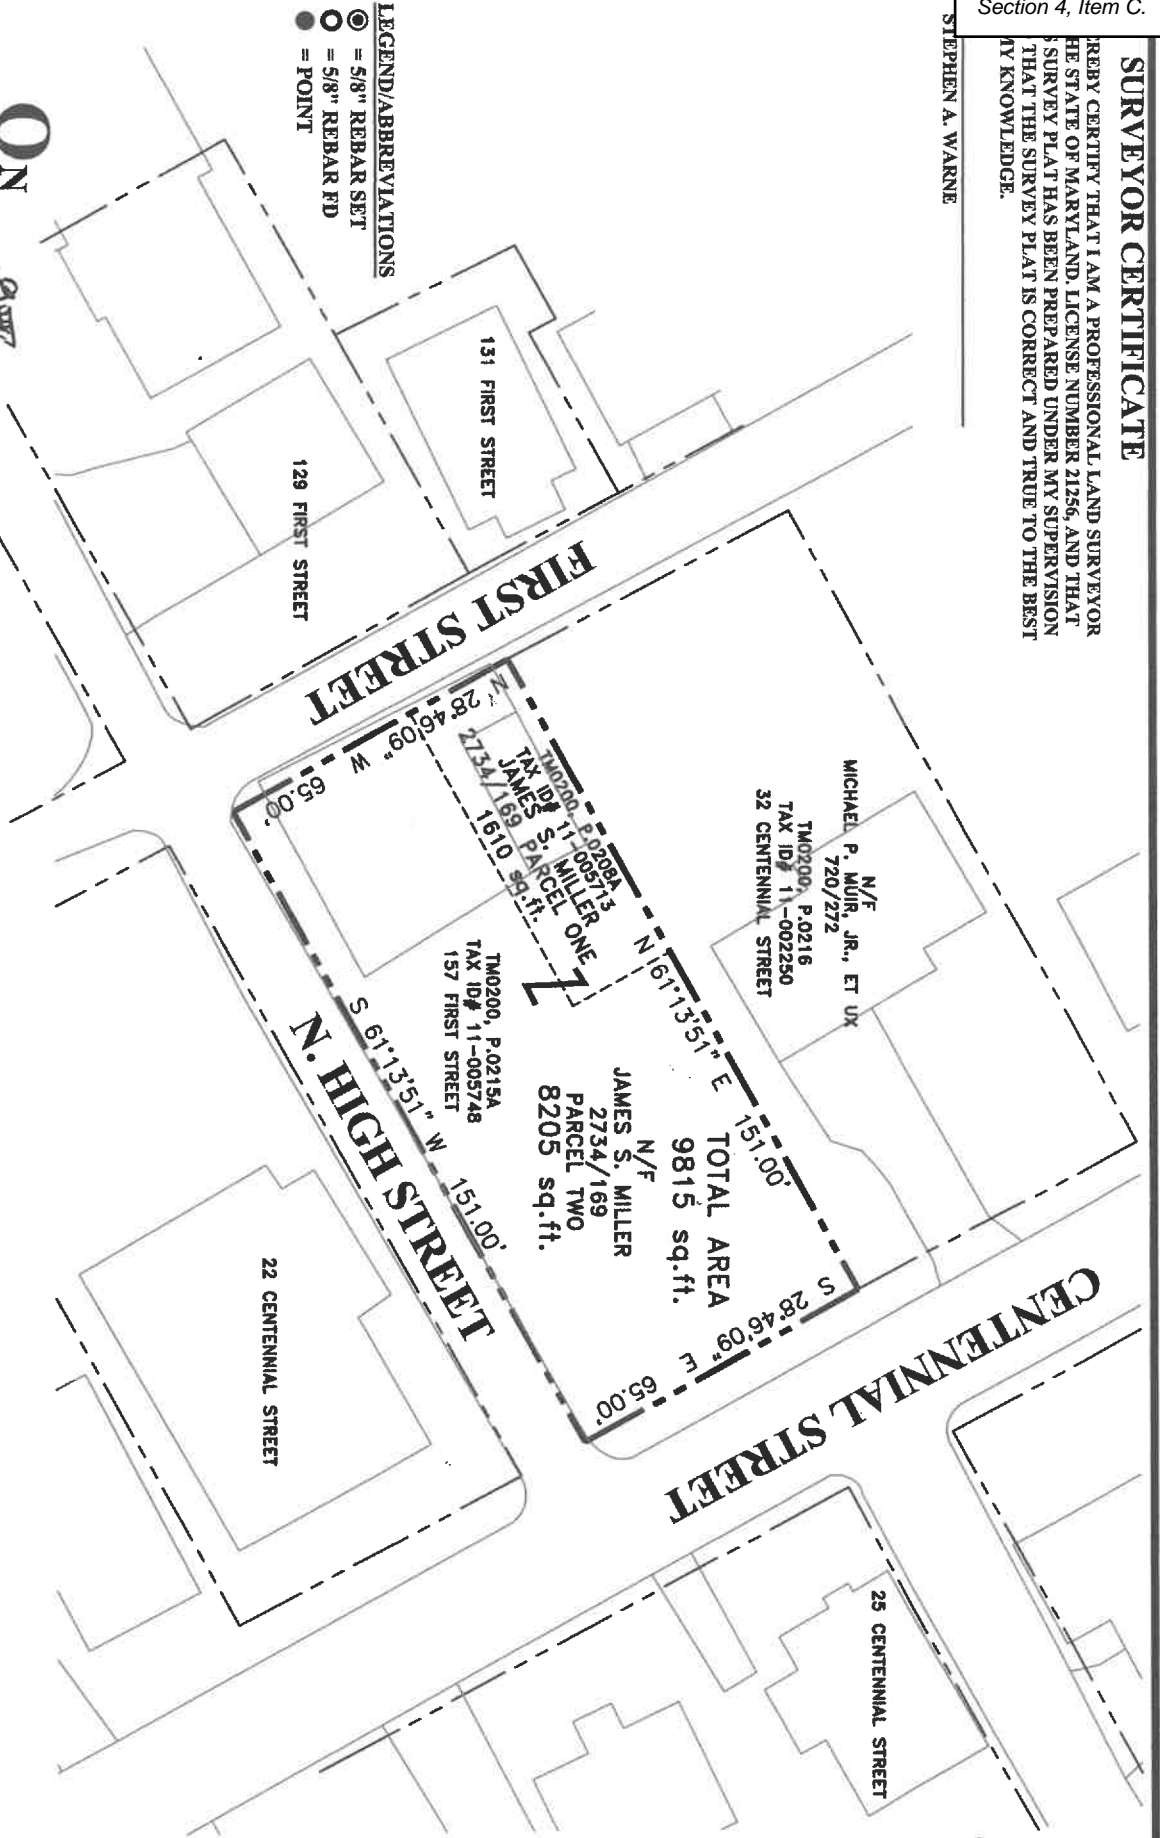 Section 4, Item C.
SURVEYOR CERTIFICATE
EREBY CERTIFY THAT I AM A PROFESSIONAL LAND SURVEYOR
HE STATE OF MARYLAND, LICENSE NUMBER 21256, AND THAT
S SURVEY PLAT HAS BEEN PREPARED UNDER MY SUPERVISION
THAT THE SURVEY PLAT IS CORRECT AND TRUE TO THE BEST
MY KNOWLEDGE.
STEPHEN A. WARNE
LEGEND/ABBREVIATIONS
= 5/8" REBAR SET
= 5/8" REBAR FD
= POINT
ON
131 FIRST STREET
129 FIRST STREET
FIRST STREET
N/F
MICHAEL P. MUIR, JR., ET UX
720/272
TM0200, P.0216
TAX ID# 11-002250
32 CENTENNIAL STREET
N 28°46'09" W 65.00'
TM0200, P.0208A
TAX ID# 11-005713
JAMES S. MILLER
2734/169 PARCEL ONE
1610 sq.ft.
N 61°13'51" E 151.00'
Z
TM0200, P.0215A
TAX ID# 11-005748
157 FIRST STREET
TOTAL AREA
9815 sq.ft.
N/F
JAMES S. MILLER
2734/169
PARCEL TWO
8205 sq.ft.
S 61°13'51" W 151.00'
S 28°46'09" E 65.00'
N. HIGH STREET
CENTENNIAL STREET
22 CENTENNIAL STREET
25 CENTENNIAL STREET